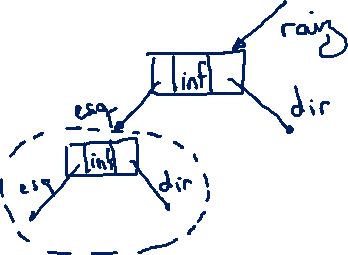 raiz
inf
esq
dir
inf
esq
dir